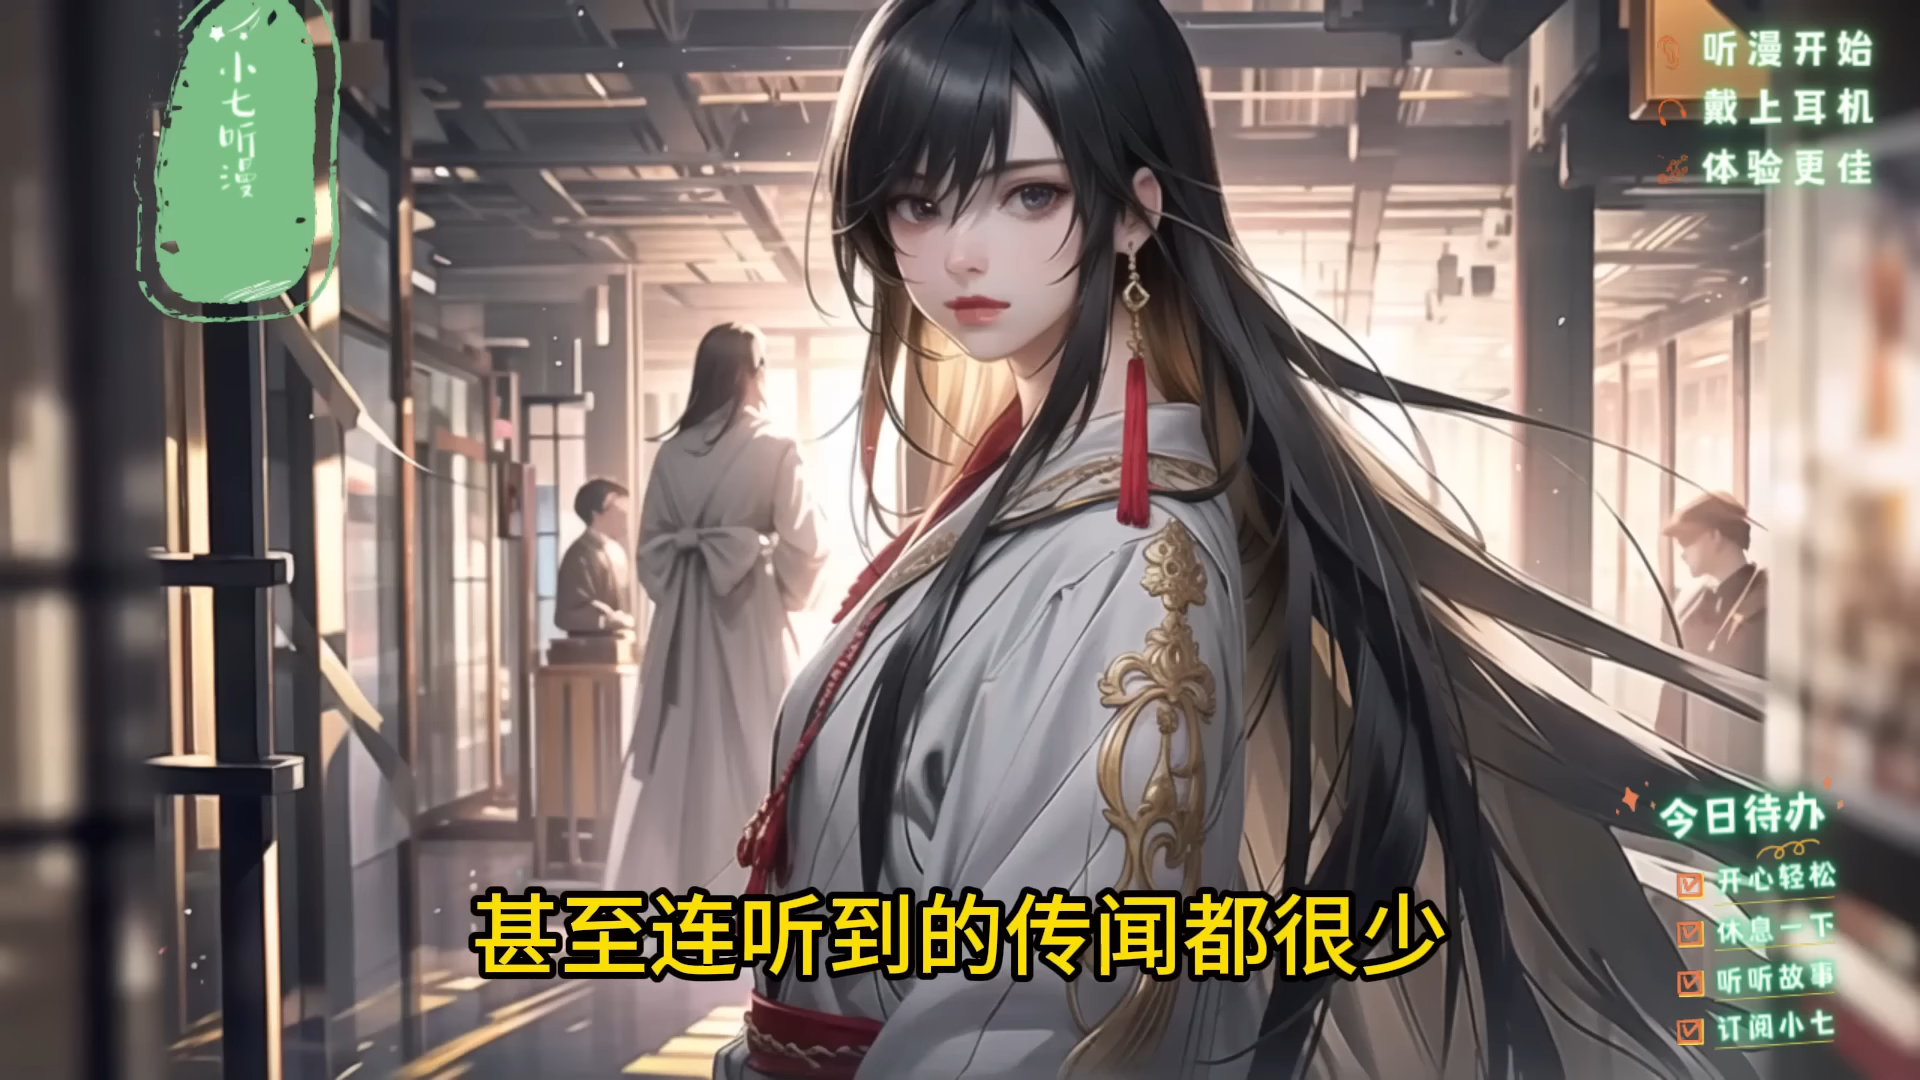 小七听漫
听漫开始
戴上耳机
体验更佳
今日待办
开心轻松
休息一下
听听故事
订阅小七
甚至连听到的传闻都很少